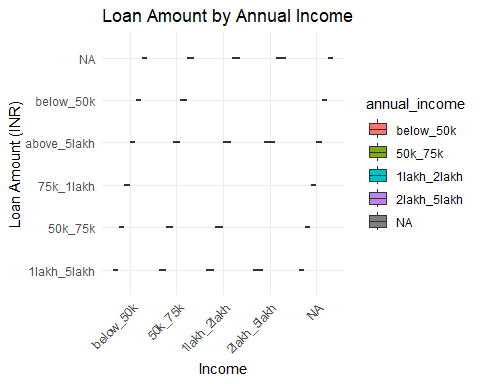 Loan Amount by Annual Income
Loan Amount (INR)
NA
below_50k
above_5lakh
75k_1lakh
50k_75k
1lakh_5lakh
below_50k
50k_75k
1lakh_2lakh
2lakh_5lakh
NA
Income
annual_income
below_50k
50k_75k
1lakh_2lakh
2lakh_5lakh
NA